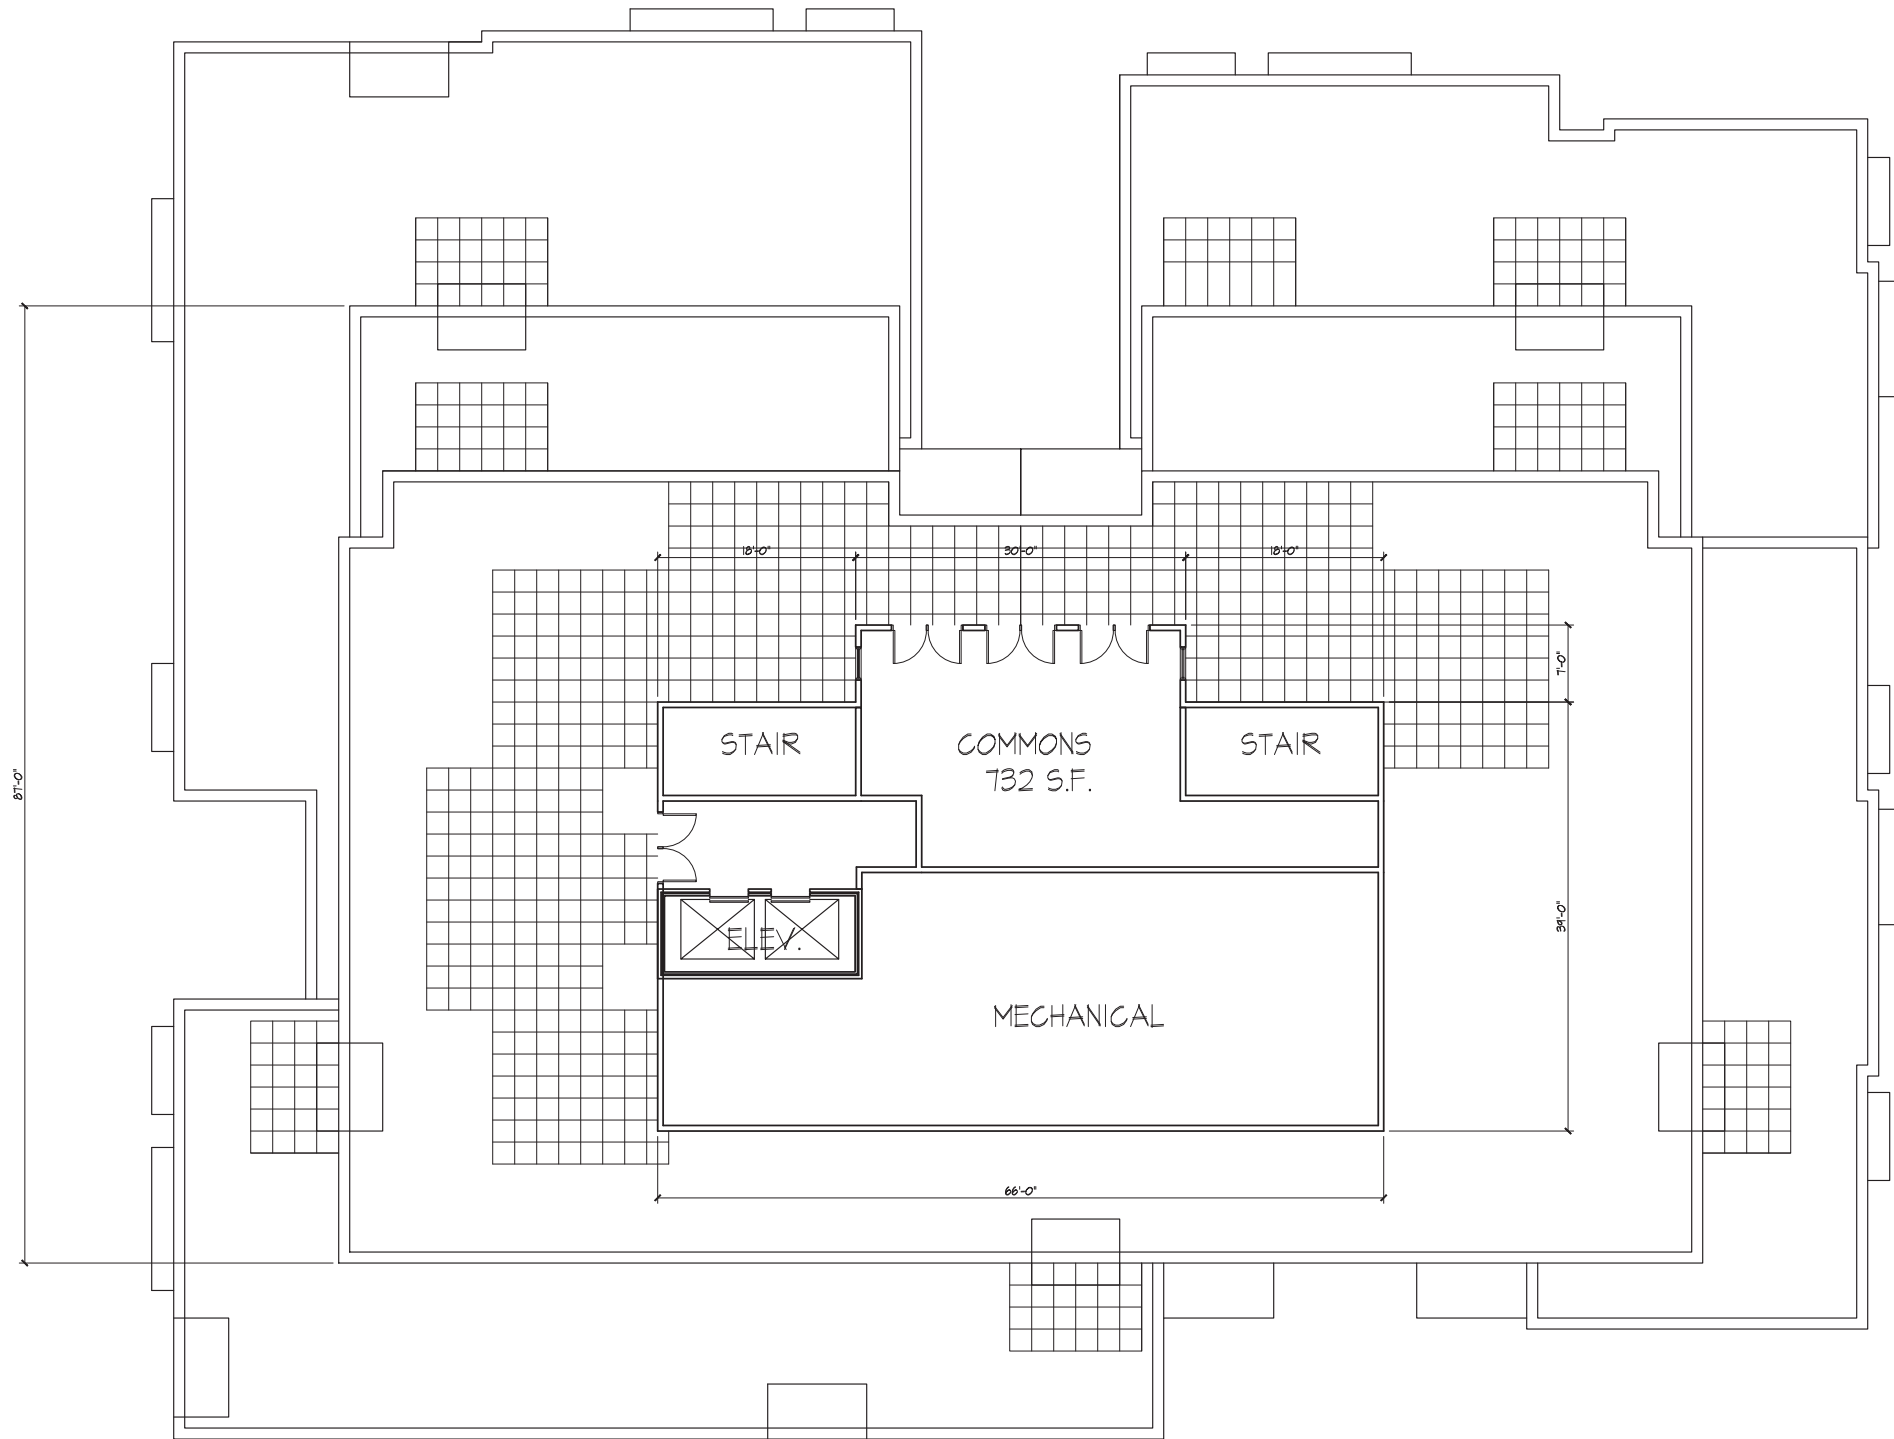 18'-0"
30'-0"
18'-0"
7'-0"
STAIR
COMMONS
732 S.F.
STAIR
87'-0"
39'-0"
ELEV.
MECHANICAL
66'-0"